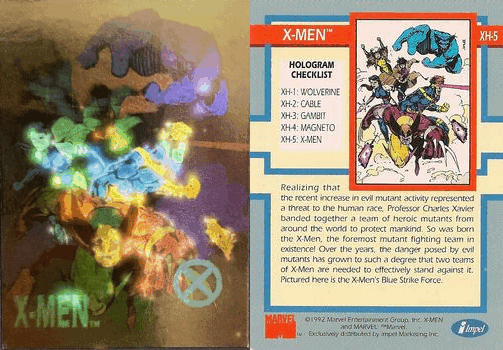 X-MEN™
X-MEN™
XH-5
HOLOGRAM
CHECKLIST
XH-1: WOLVERINE
XH-2: CABLE
XH-3: GAMBIT
XH-4: MAGNETO
XH-5: X-MEN
Realizing that
the recent increase in evil mutant activity represented
a threat to the human race, Professor Charles Xavier
banded together a team of heroic mutants from
around the world to protect mankind. So was born
the X-Men, the foremost mutant fighting team in
existence! Over the years, the danger posed by evil
mutants has grown to such a degree that two teams
of X-Men are needed to effectively stand against it.
Pictured here is the X-Men's Blue Strike Force.
MARVEL
©1992 Marvel Entertainment Group, Inc. X-MEN
and MARVEL: ™Marvel.
Exclusively distributed by Impel Marketing Inc.
Impel